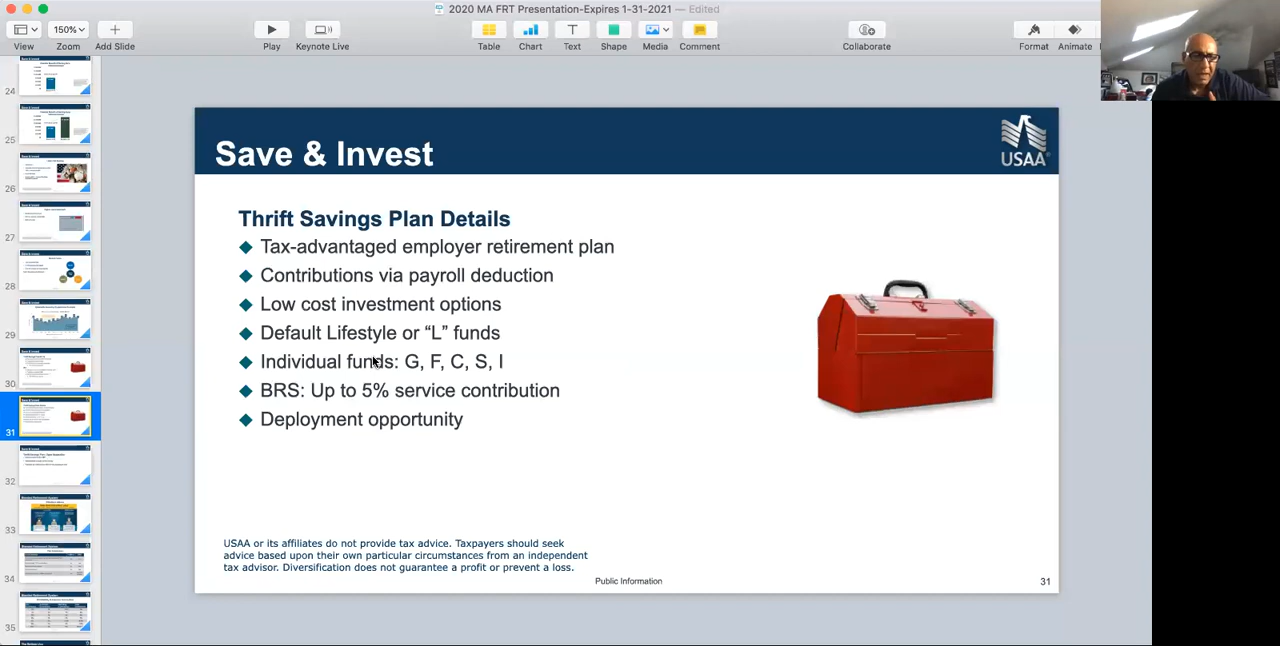 2020 MA FRT Presentation-Expires 1-31-2021 — Edited
150%
View
Zoom
Add Slide
Play
Keynote Live
Table
Chart
Text
Shape
Media
Comment
Collaborate
Format
Animate
24
25
26
27
28
29
30
31
32
33
34
35
Save & Invest
USAA®
Thrift Savings Plan Details
Tax-advantaged employer retirement plan
Contributions via payroll deduction
Low cost investment options
Default Lifestyle or “L” funds
Individual funds: G, F, C, S, I
BRS: Up to 5% service contribution
Deployment opportunity
USAA or its affiliates do not provide tax advice. Taxpayers should seek
advice based upon their own particular circumstances from an independent
tax advisor. Diversification does not guarantee a profit or prevent a loss.
Public Information
31